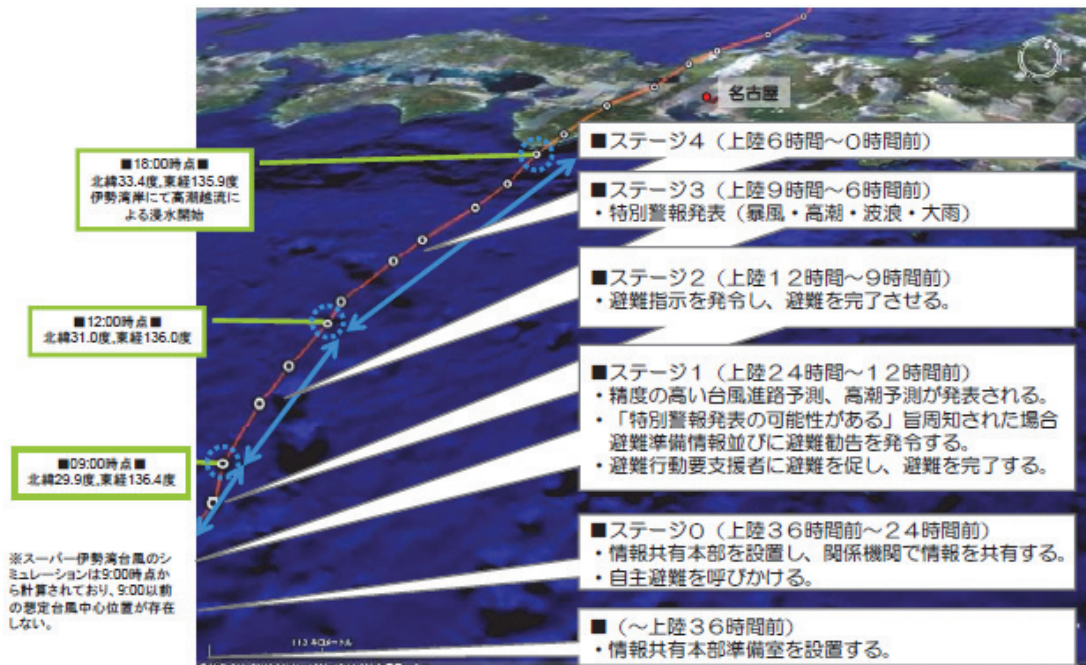 名古屋
■ステージ4（上陸6時間～0時間前）
■18:00時点■
北緯33.4度,東経135.9度
伊勢湾岸にて高潮越流に
よる浸水開始
■ステージ3（上陸9時間～6時間前）
・特別警報発表（暴風・高潮・波浪・大雨）
■ステージ2（上陸12時間～9時間前）
・避難指示を発令し、避難を完了させる。
■12:00時点■
北緯31.0度,東経136.0度
■ステージ1（上陸24時間～12時間前）
・精度の高い台風進路予測、高潮予測が発表される。
・「特別警報発表の可能性がある」旨周知された場合
避難準備情報並びに避難勧告を発令する。
・避難行動要支援者に避難を促し、避難を完了する。
■09:00時点■
北緯29.9度,東経136.4度
■ステージ0（上陸36時間前～24時間前）
・情報共有本部を設置し、関係機関で情報を共有する。
・自主避難を呼びかける。
※スーパー伊勢湾台風のシ
ミュレーションは9:00時点か
ら計算されており、9:00以前
の想定台風中心位置が存在
しない。
■（～上陸36時間前）
・情報共有本部準備室を設置する。
113 キロメートル